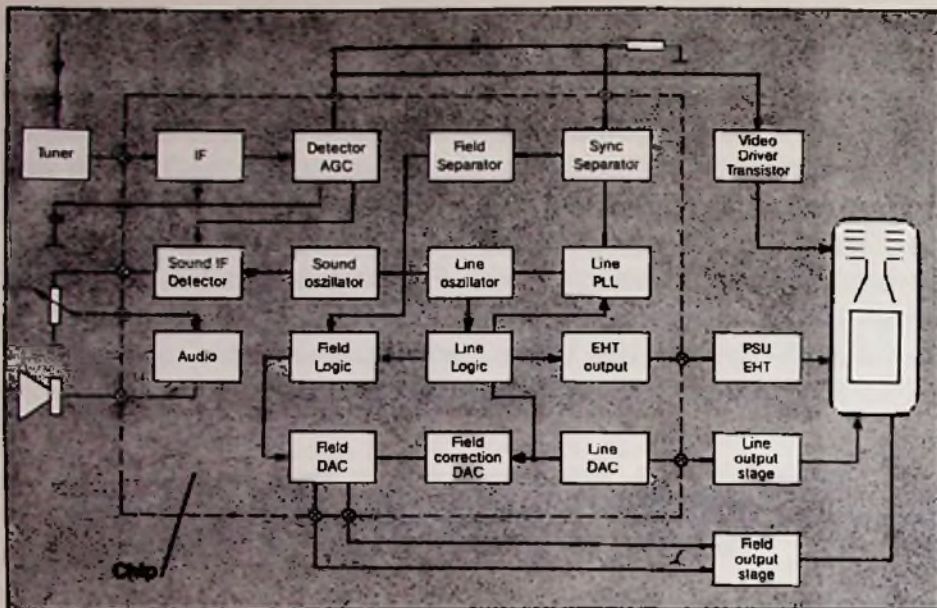 Tuner
IF
Detector
AGC
Field
Separator
Sync
Separator
Video
Driver
Transistor
Sound IF
Detector
Sound
oszillator
Line
oszillator
Line
PLL
Audio
Field
Logic
Line
Logic
EHT
output
PSU
EHT
Field
DAC
Field
correction
DAC
Line
DAC
Line
output
stage
Field
output
stage
Chip